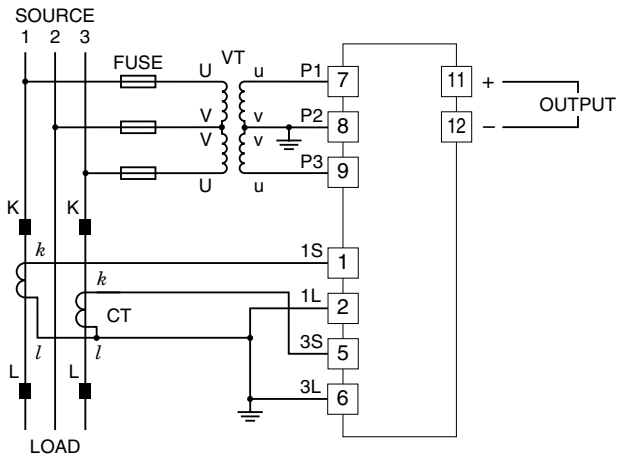 SOURCE
1 2 3
FUSE
VT
U u P1 7
11 +
OUTPUT
V v P2 8
12 −
V v
U u P3 9
K K
k 1S 1
k
CT
1L 2
l l
3S 5
L L
3L 6
LOAD